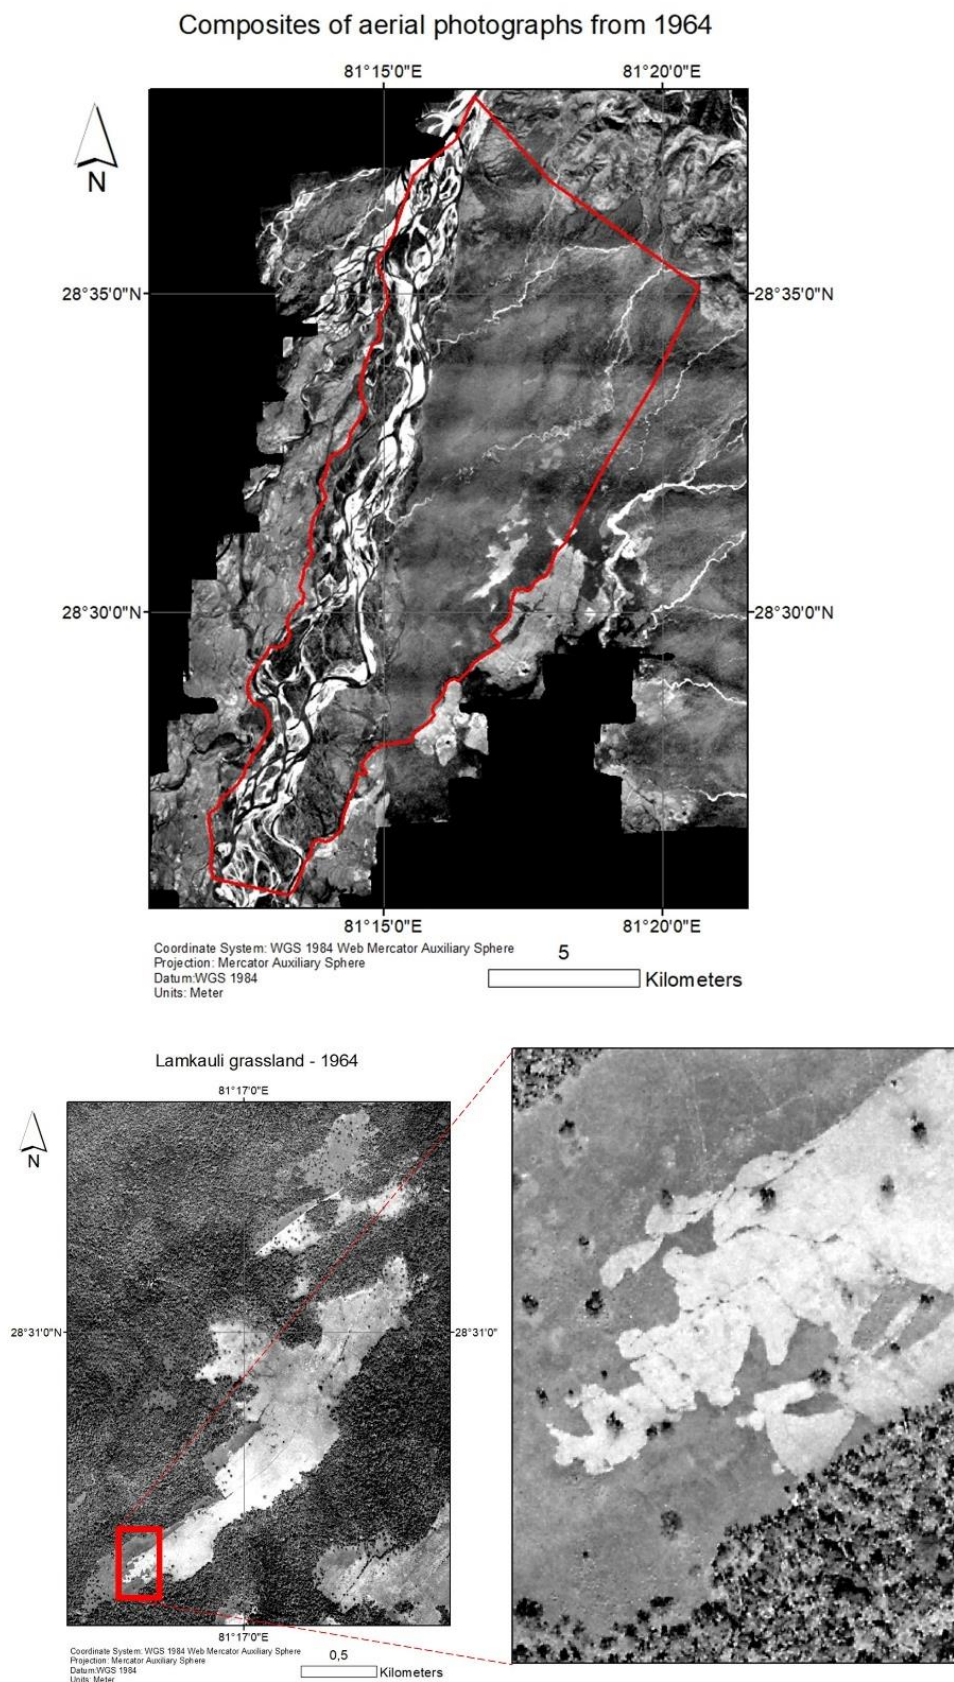 Composites of aerial photographs from 1964
81°15'0"E 81°20'0"E
N
28°35'0"N 28°35'0"N
28°30'0"N 28°30'0"N
81°15'0"E 81°20'0"E
Coordinate System: WGS 1984 Web Mercator Auxiliary Sphere
Projection: Mercator Auxiliary Sphere
Datum:WGS 1984
Units: Meter
5
Kilometers
Lamkauli grassland - 1964
81°17'0"E
N
28°31'0"N 28°31'0"
81°17'0"E
Coordinate System: WGS 1984 Web Mercator Auxiliary Sphere
Projection: Mercator Auxiliary Sphere
Datum:WGS 1984
Units: Meter
0,5
Kilometers